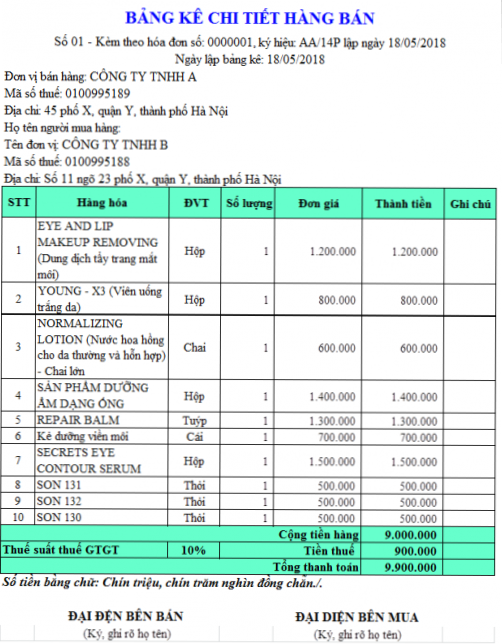 BẢNG KÊ CHI TIẾT HÀNG BÁN
Số 01 - Kèm theo hóa đơn số: 0000001, ký hiệu: AA/14P lập ngày 18/05/2018
Ngày lập bảng kê: 18/05/2018
Đơn vị bán hàng: CÔNG TY TNHH A
Mã số thuế: 0100995189
Địa chỉ: 45 phố X, quận Y, thành phố Hà Nội
Họ tên người mua hàng:
Tên đơn vị: CÔNG TY TNHH B
Mã số thuế: 0100995188
Địa chỉ: Số 11 ngõ 23 phố X, quận Y, thành phố Hà Nội
STT Hàng hóa ĐVT Số lượng Đơn giá Thành tiền Ghi chú
EYE AND LIP
MAKEUP REMOVING
1 (Dung dịch tẩy trang mắt Hộp 1 1.200.000 1.200.000
môi)
2 YOUNG - X3 (Viên uống Hộp 1 800.000 800.000
trắng da)
NORMALIZING
LOTION (Nước hoa hồng
3 cho da thường và hỗn hợp) Chai 1 600.000 600.000
- Chai lớn
4 SẢN PHẨM DƯỠNG Hộp 1 1.400.000 1.400.000
ẨM DẠNG ỐNG
5 REPAIR BALM Tuýp 1 1.300.000 1.300.000
6 Kẻ dưỡng viền môi Cái 1 700.000 700.000
7 SECRETS EYE Hộp 1 1.500.000 1.500.000
CONTOUR SERUM
8 SON 131 Thỏi 1 500.000 500.000
9 SON 132 Thỏi 1 500.000 500.000
10 SON 130 Thỏi 1 500.000 500.000
Cộng tiền hàng 9.000.000
Thuế suất thuế GTGT 10% Tiền thuế 900.000
Tổng thanh toán 9.900.000
Số tiền bằng chữ: Chín triệu, chín trăm nghìn đồng chẵn./.
ĐẠI ĐỆN BÊN BÁN ĐẠI DIỆN BÊN MUA
(Ký, ghi rõ họ tên) (Ký, ghi rõ họ tên)